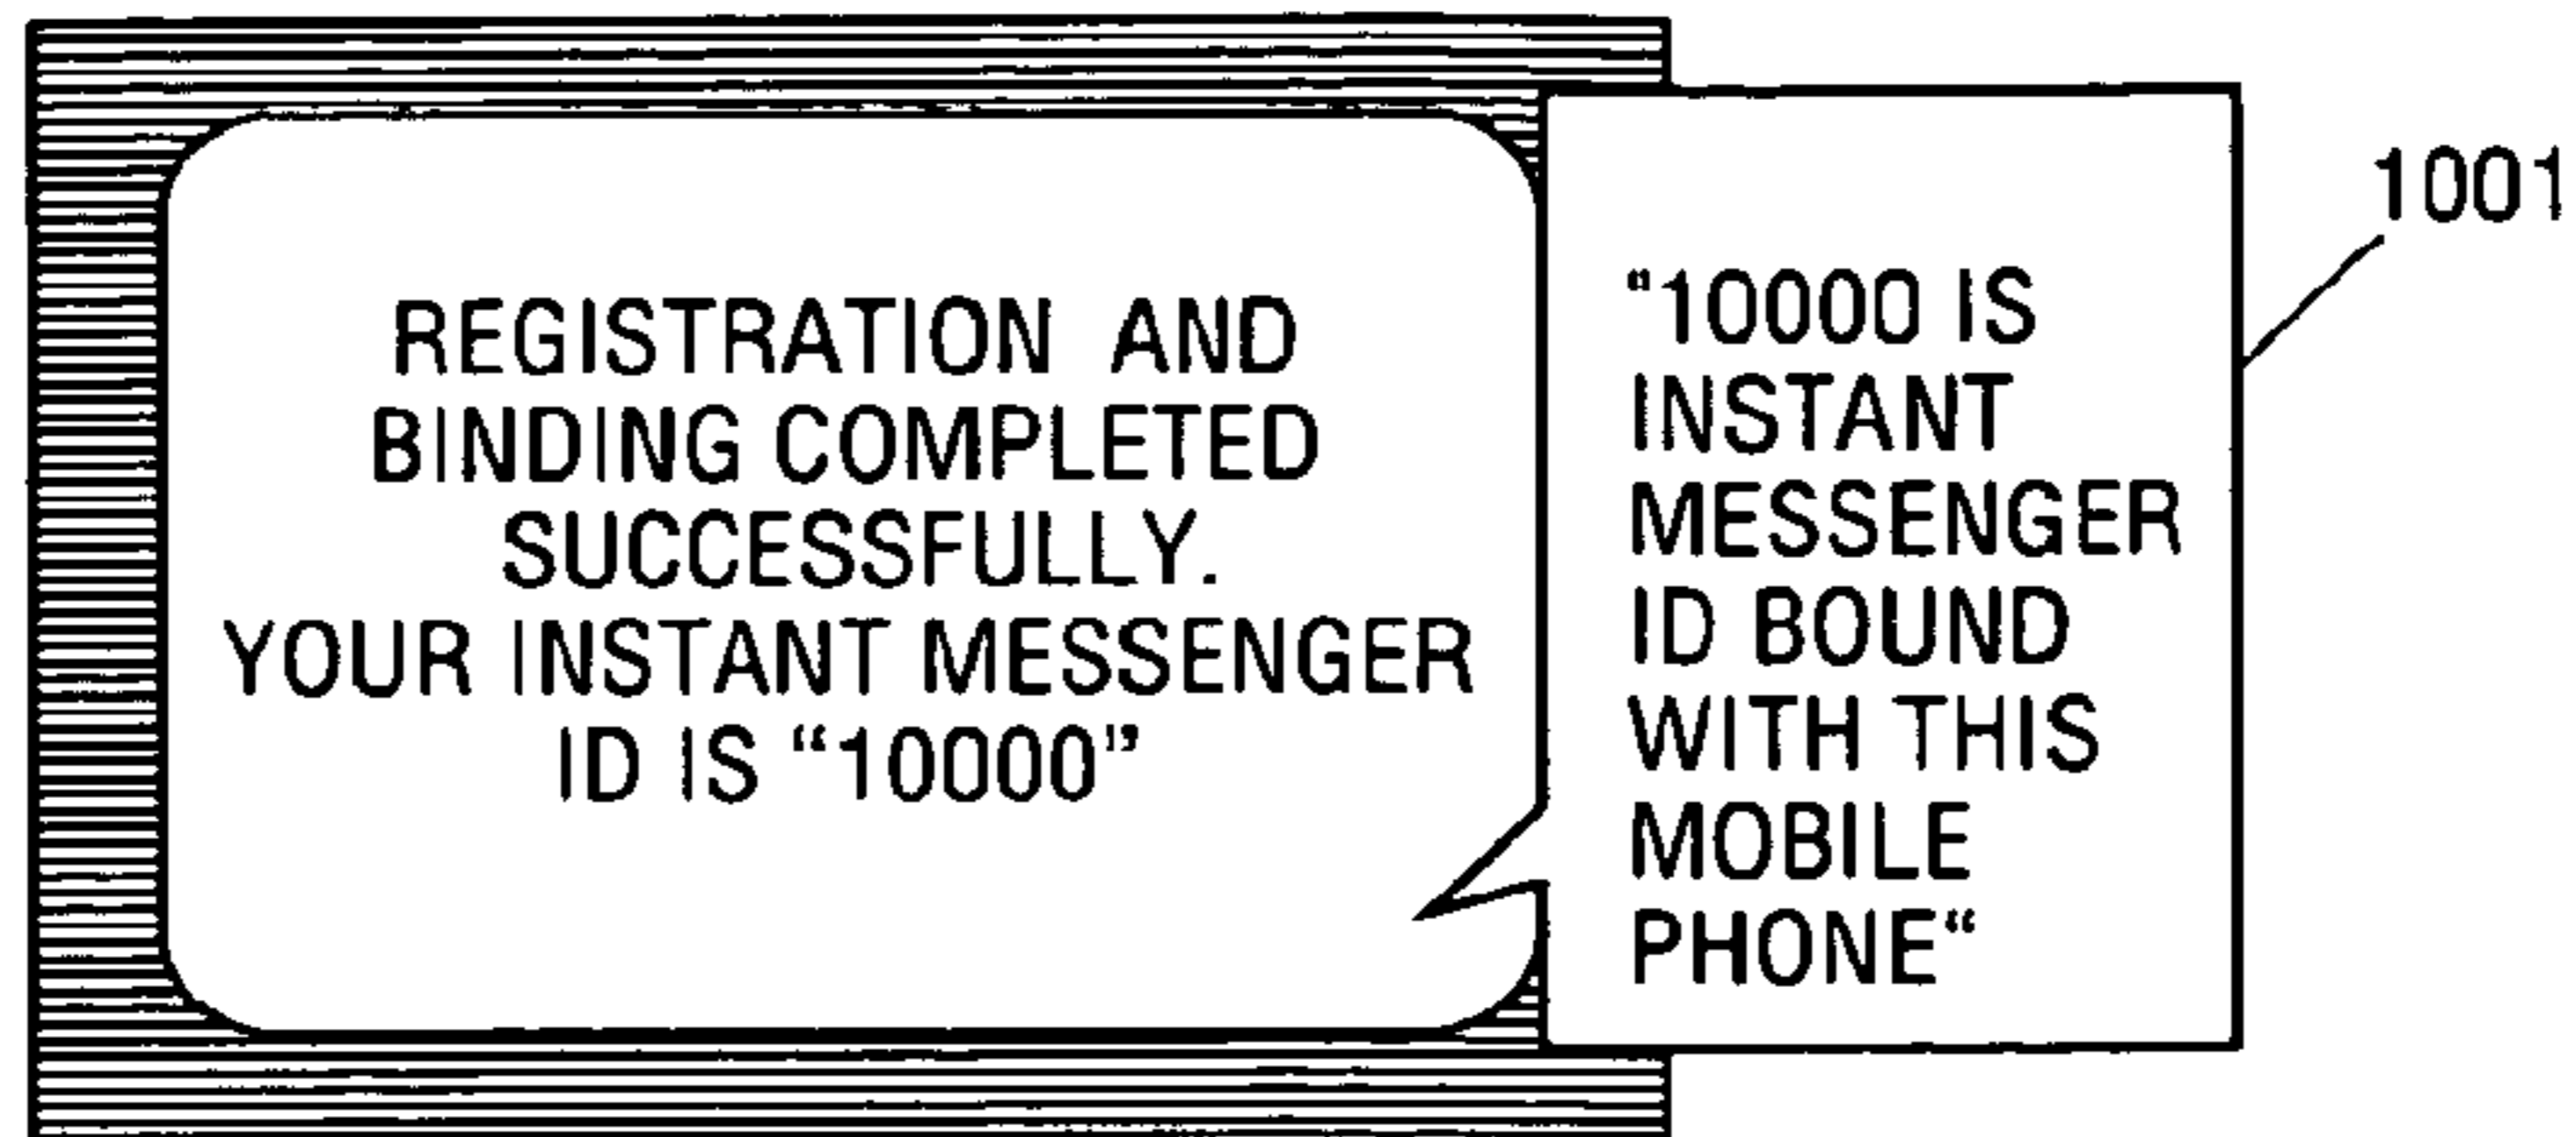 REGISTRATION AND
BINDING COMPLETED
SUCCESSFULLY.
YOUR INSTANT MESSENGER
ID IS “10000”
“10000 IS
INSTANT
MESSENGER
ID BOUND
WITH THIS
MOBILE
PHONE“
1001